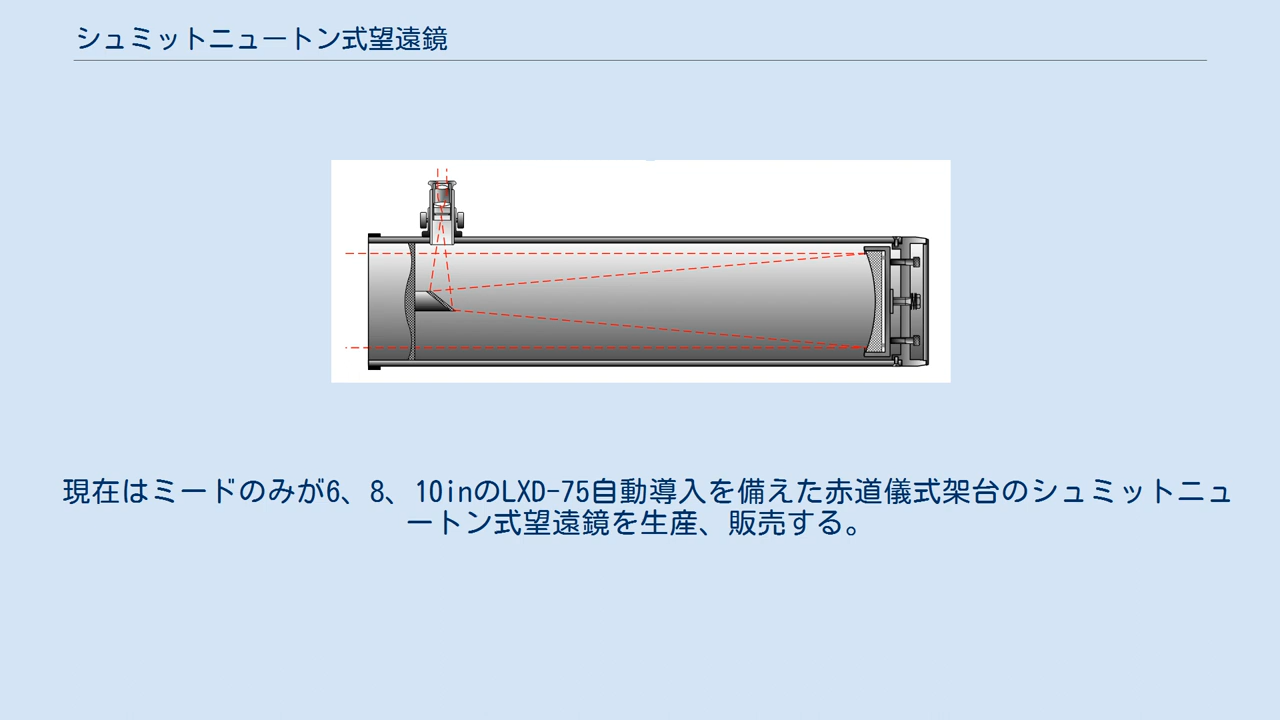 シュミットニュートン式望遠鏡
現在はミードのみが6、8、10inのLXD-75自動導入を備えた赤道儀式架台のシュミットニュ
ートン式望遠鏡を生産、販売する。